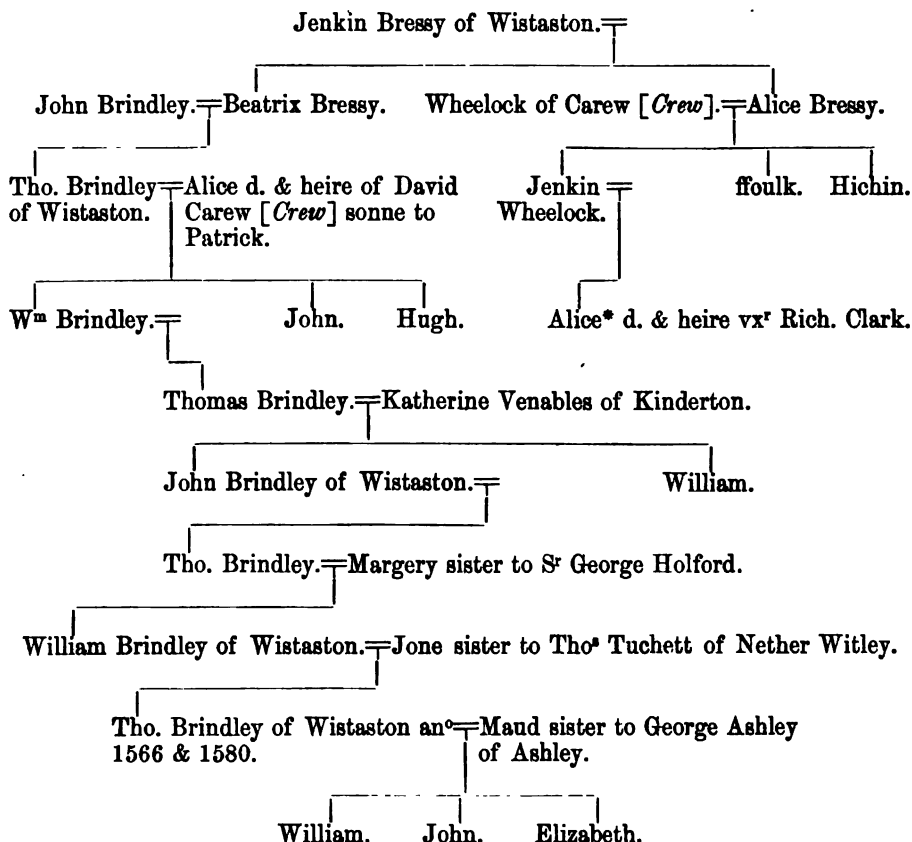 Jenkin Bressy of Wistaston.
John Brindley. Beatrix Bressy. Wheelock of Carew [Crew]. Alice Bressy.
Tho. Brindley Alice d. & heire of David Jenkin ffoulk. Hichin.
of Wistaston. Carew [Crew] sonne to Wheelock.
Patrick.
Wᵐ Brindley. John. Hugh. Alice* d. & heire vxʳ Rich. Clark.
Thomas Brindley. Katherine Venables of Kinderton.
John Brindley of Wistaston. William.
Tho. Brindley. Margery sister to Sʳ George Holford.
William Brindley of Wistaston. Jone sister to Thoˢ Tuchett of Nether Witley.
Tho. Brindley of Wistaston anᵒ Maud sister to George Ashley
1566 & 1580. of Ashley.
William. John. Elizabeth.